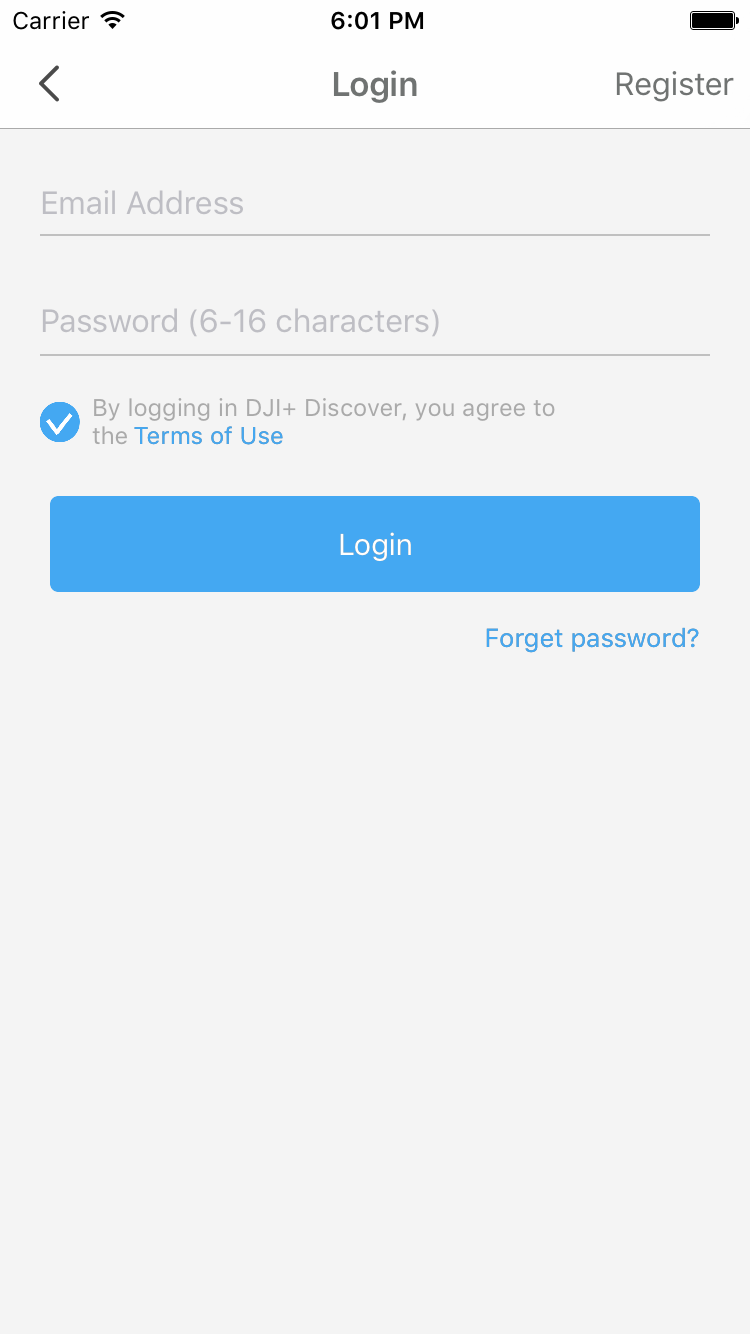 Carrier 6:01 PM
Login Register
Email Address
Password (6-16 characters)
By logging in DJI+ Discover, you agree to
the Terms of Use
Login
Forget password?